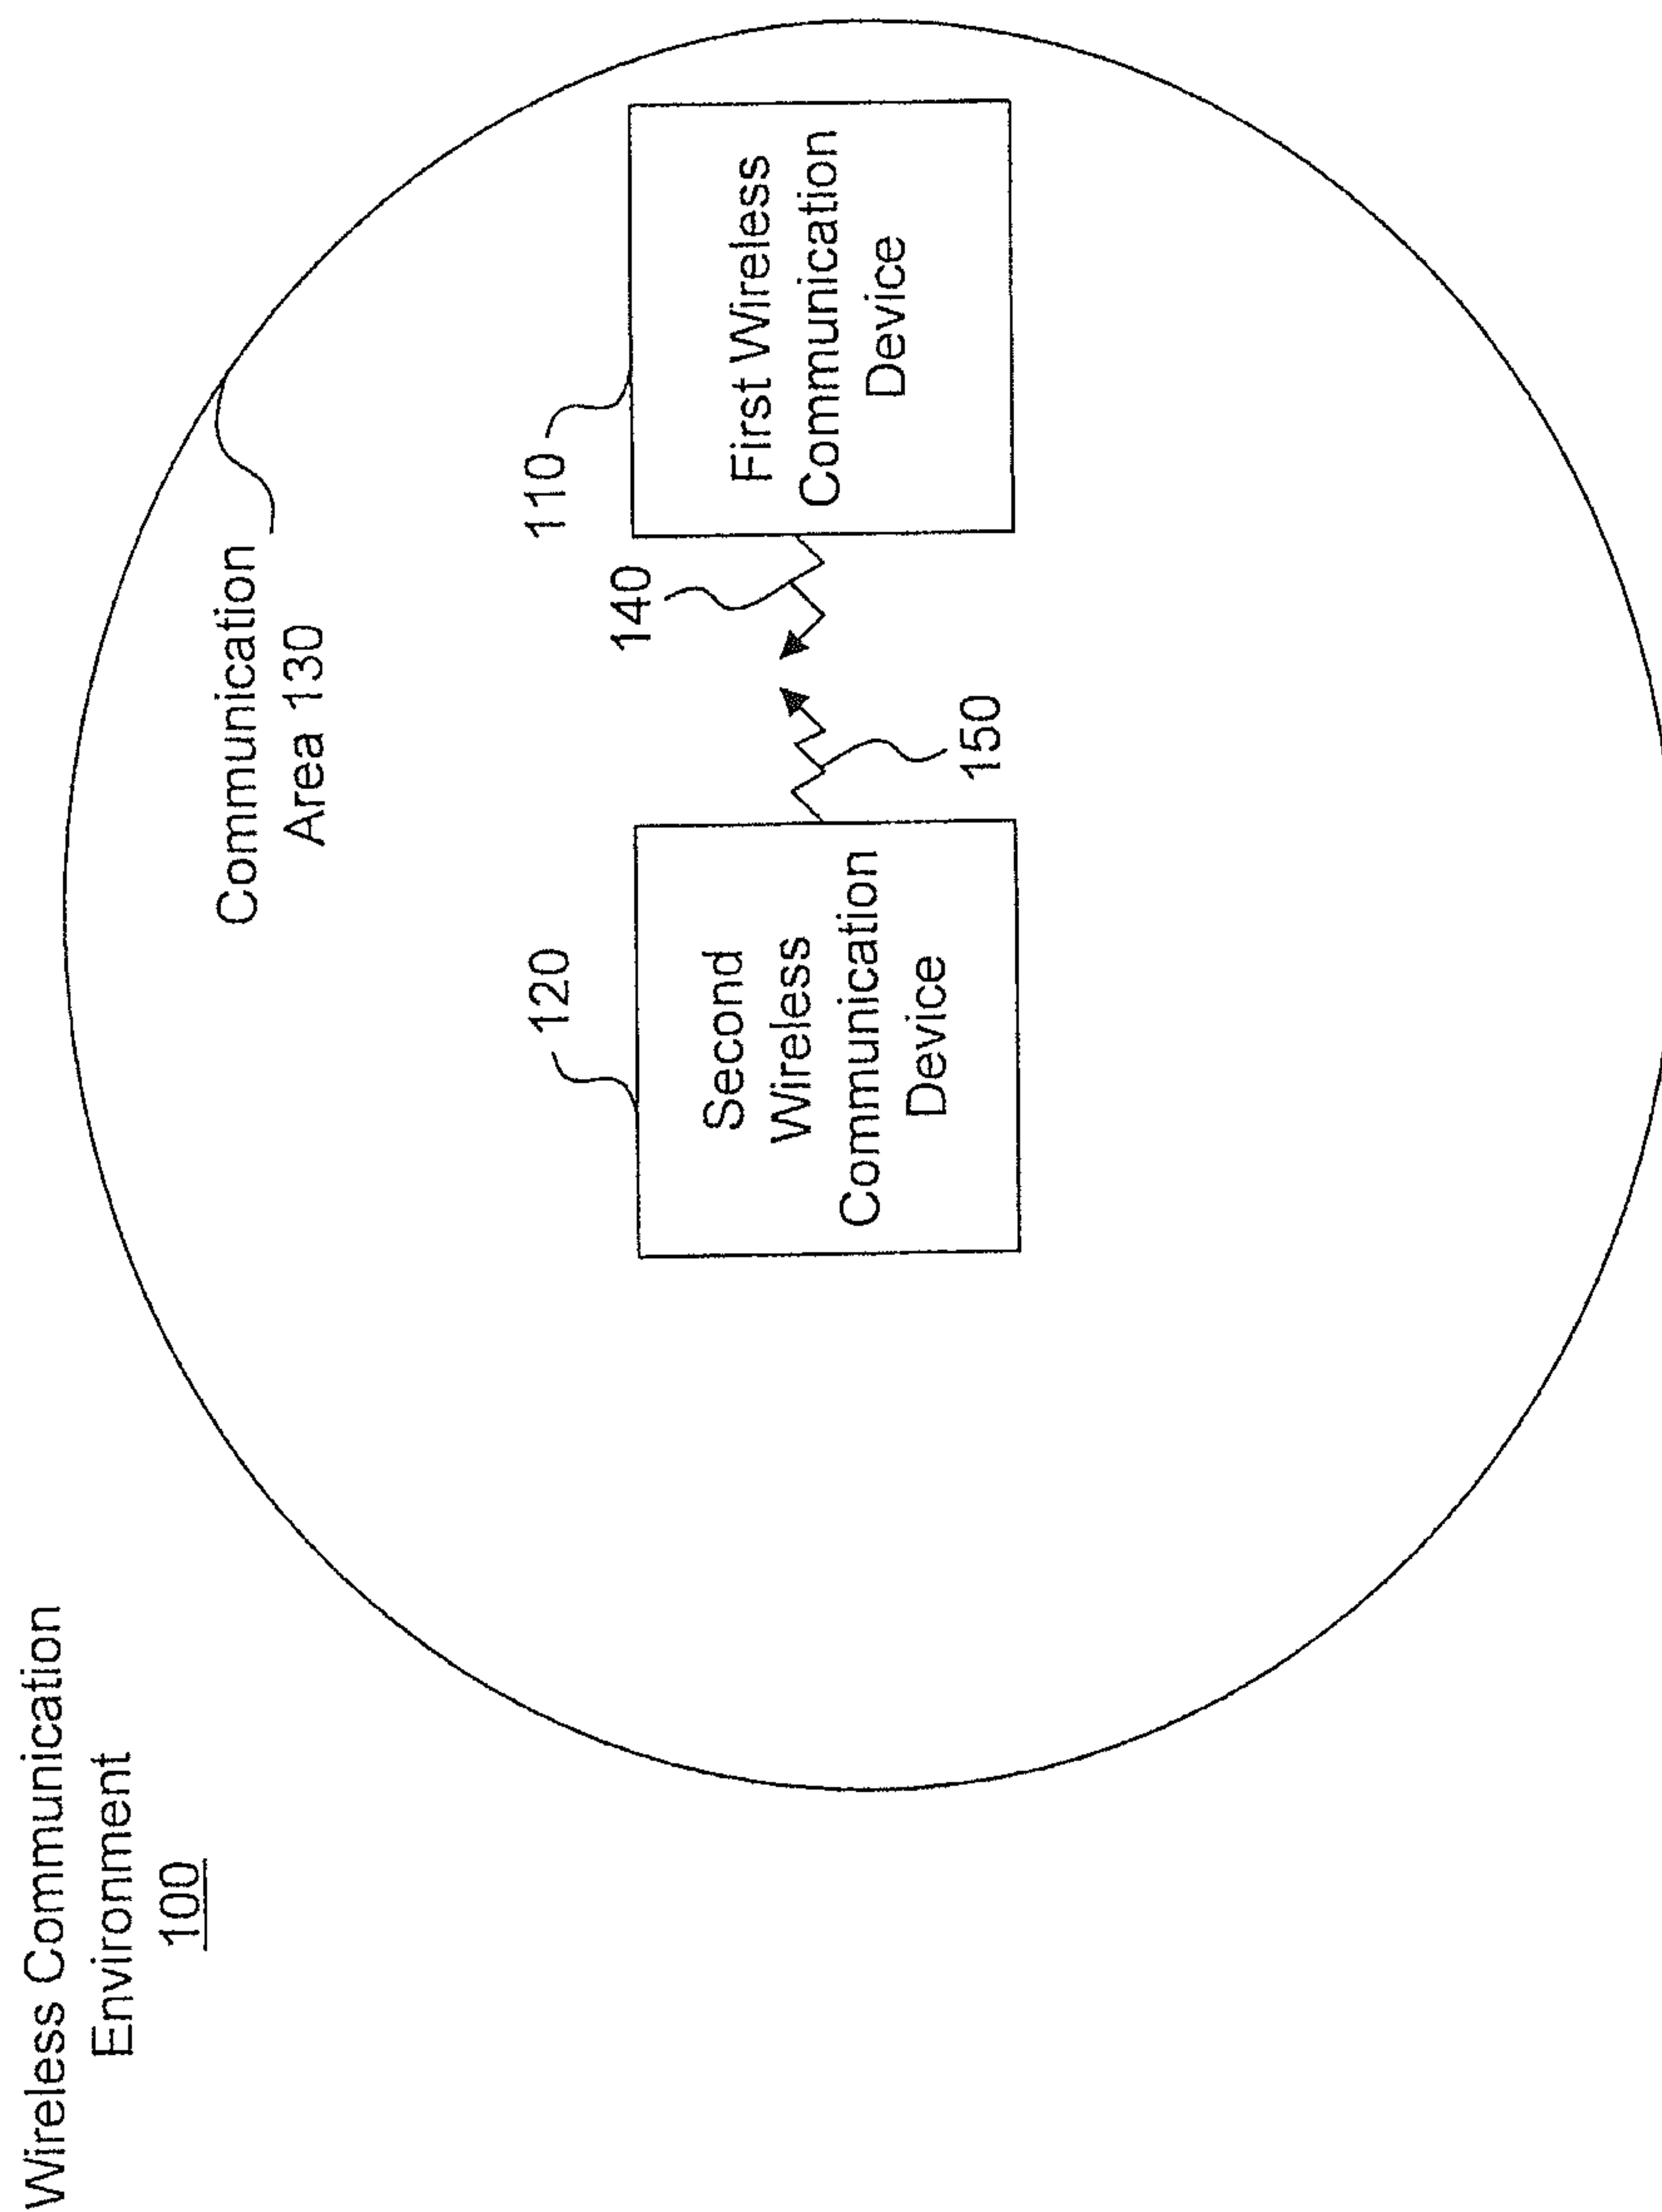 Wireless Communication
Environment
100
Communication
Area 130
120
Second
Wireless
Communication
Device
150
140
110
First Wireless
Communication
Device